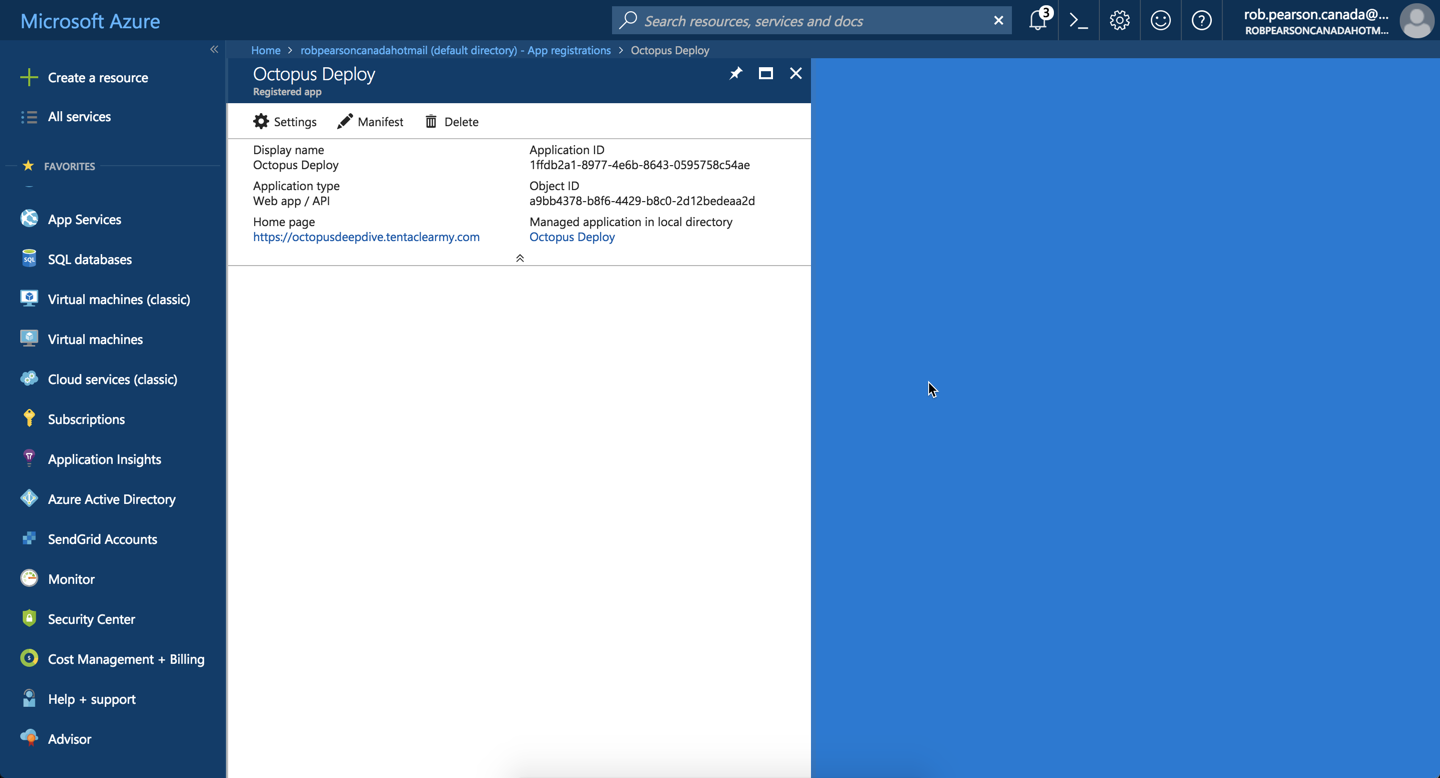 Microsoft Azure
Search resources, services and docs
3
rob.pearson.canada@...
ROBPEARSONCANADAHOTM...
Home > robpearsoncanadahotmail (default directory) - App registrations > Octopus Deploy
Create a resource
All services
FAVORITES
App Services
SQL databases
Virtual machines (classic)
Virtual machines
Cloud services (classic)
Subscriptions
Application Insights
Azure Active Directory
SendGrid Accounts
Monitor
Security Center
Cost Management + Billing
Help + support
Advisor
Octopus Deploy
Registered app
Settings Manifest Delete
Display name
Octopus Deploy
Application type
Web app / API
Home page
https://octopusdeepdive.tentaclearmy.com
Application ID
1ffdb2a1-8977-4e6b-8643-0595758c54ae
Object ID
a9bb4378-b8f6-4429-b8c0-2d12bedeaa2d
Managed application in local directory
Octopus Deploy